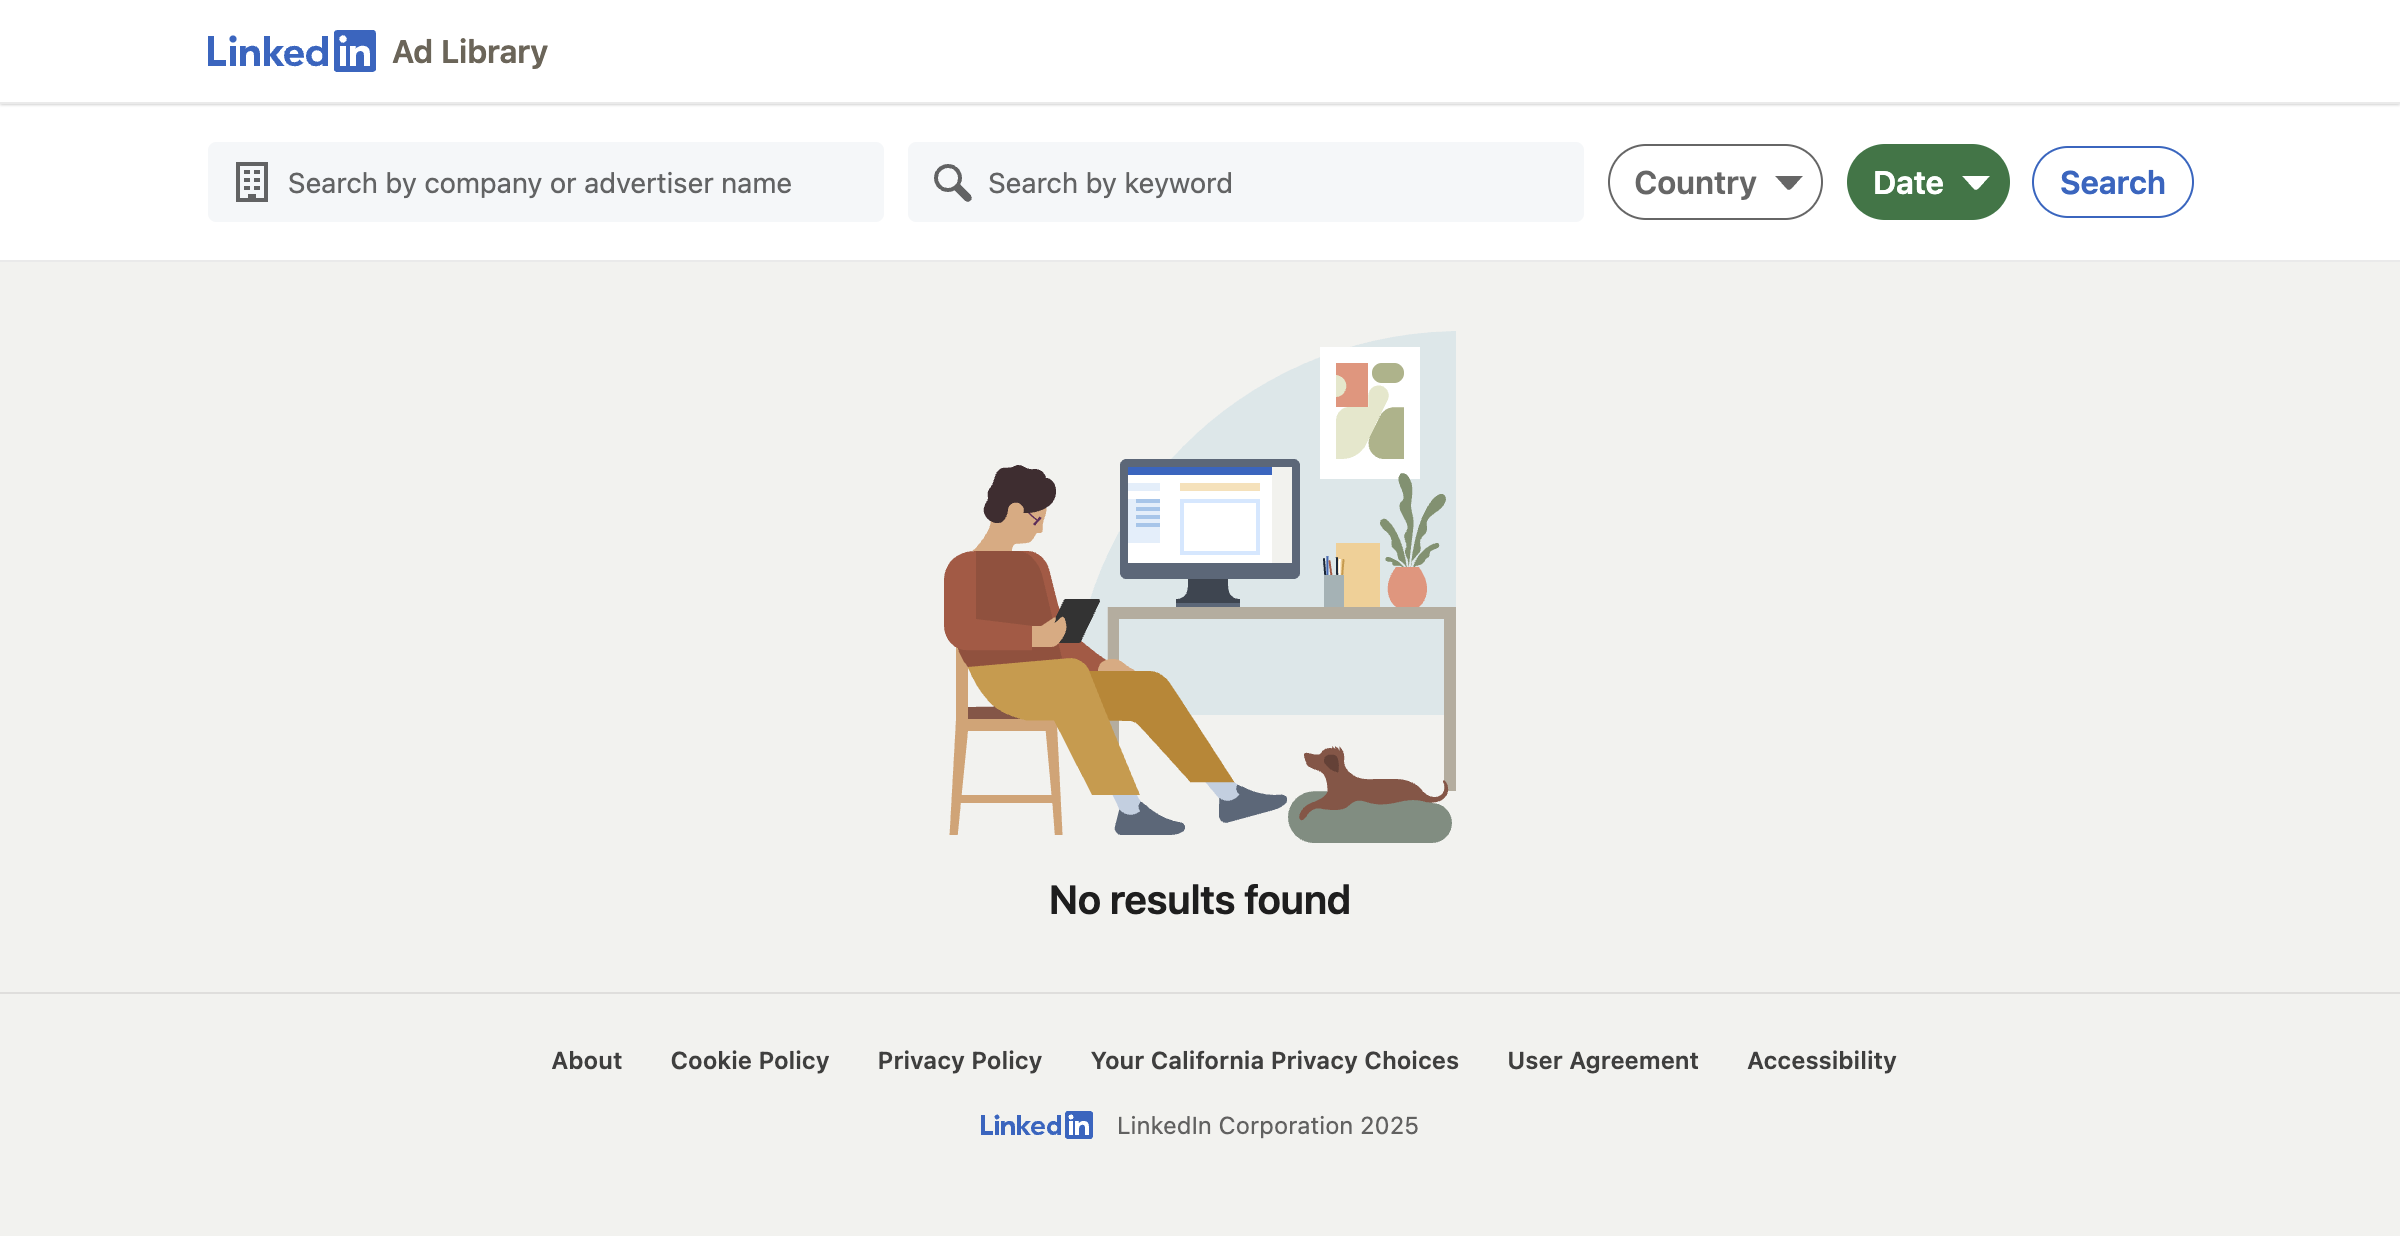 LinkedIn Ad Library
Search by company or advertiser name
Search by keyword
Country
Date
Search
No results found
About
Cookie Policy
Privacy Policy
Your California Privacy Choices
User Agreement
Accessibility
LinkedIn LinkedIn Corporation 2025